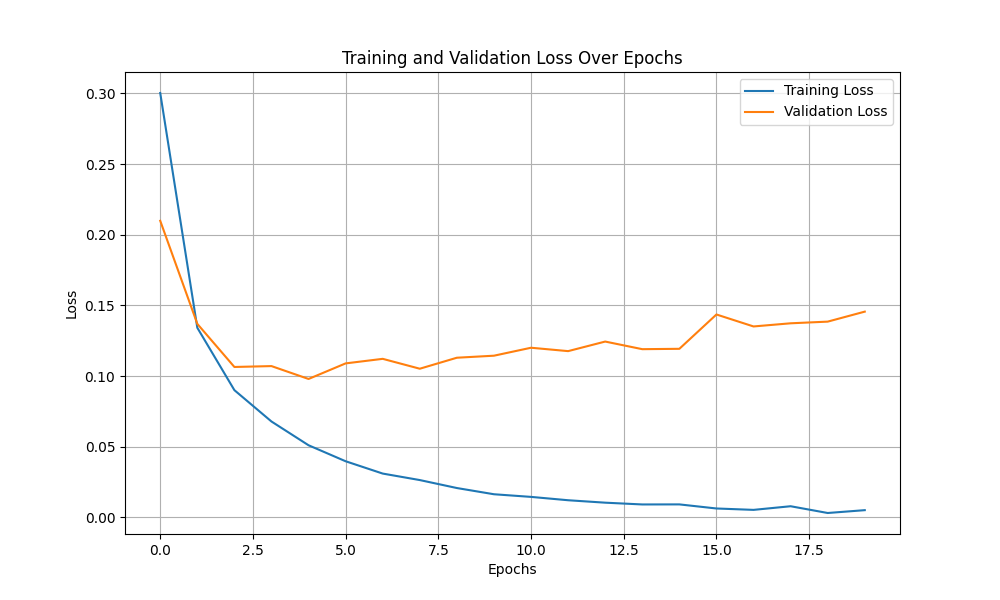 Training and Validation Loss Over Epochs
Training Loss
Validation Loss
0.30
0.25
0.20
0.15
0.10
0.05
0.00
Loss
0.0 2.5 5.0 7.5 10.0 12.5 15.0 17.5
Epochs